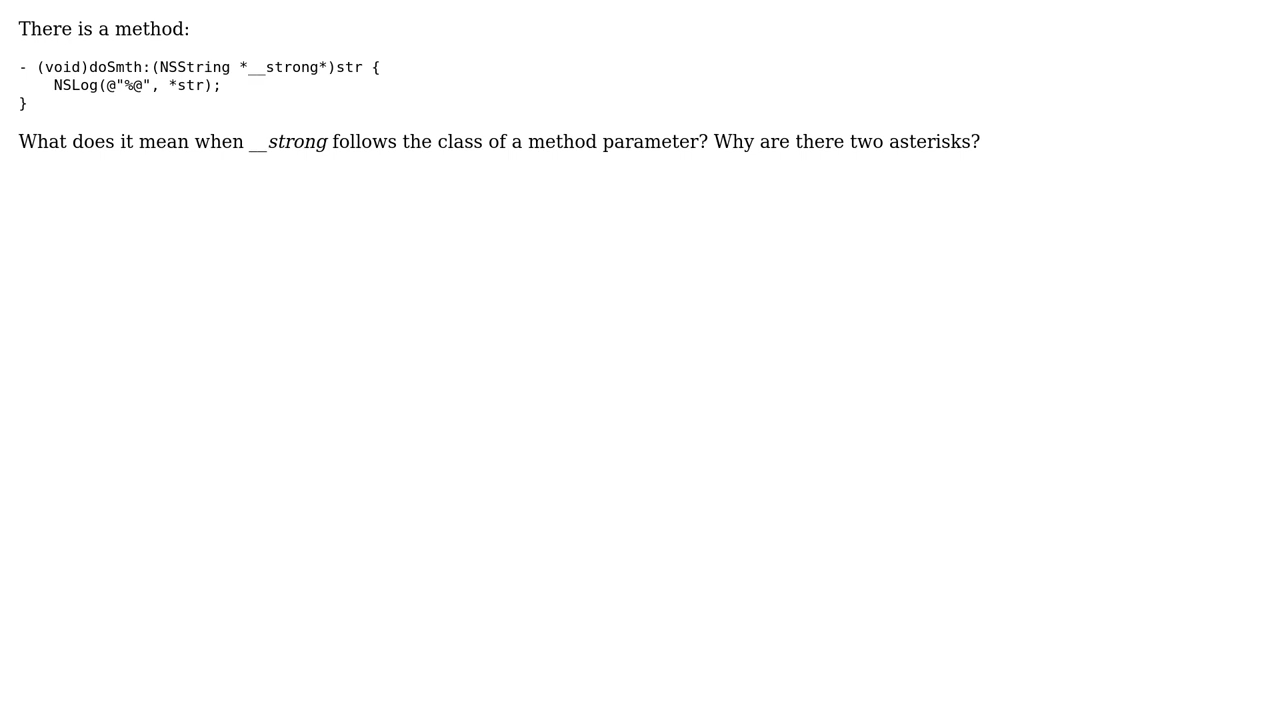 There is a method:
- (void)doSmth:(NSString *__strong*)str {
    NSLog(@"%@", *str);
}
What does it mean when __strong follows the class of a method parameter? Why are there two asterisks?